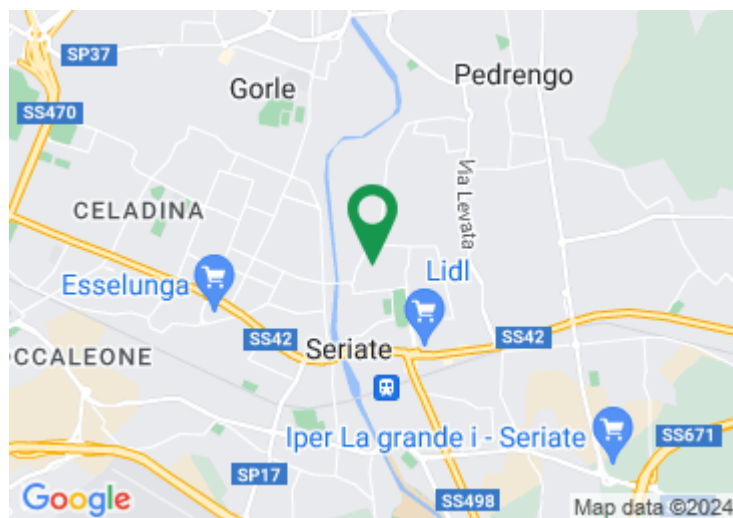 SP37
Gorle
Pedrengo
SS470
Via Levata
CELADINA
Esselunga
Lidl
SS42
SS42
Seriate
OCCALEONE
Iper La grande i - Seriate
SS671
SP17
SS498
Google
Map data ©2024